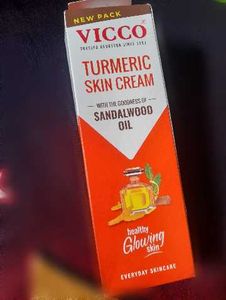 NEW PACK
VICCO
TURMERIC
SKIN CREAM
WITH THE GOODNESS OF
SANDALWOOD
OIL
healthy
Glowing
skin
EVERYDAY SKINCARE